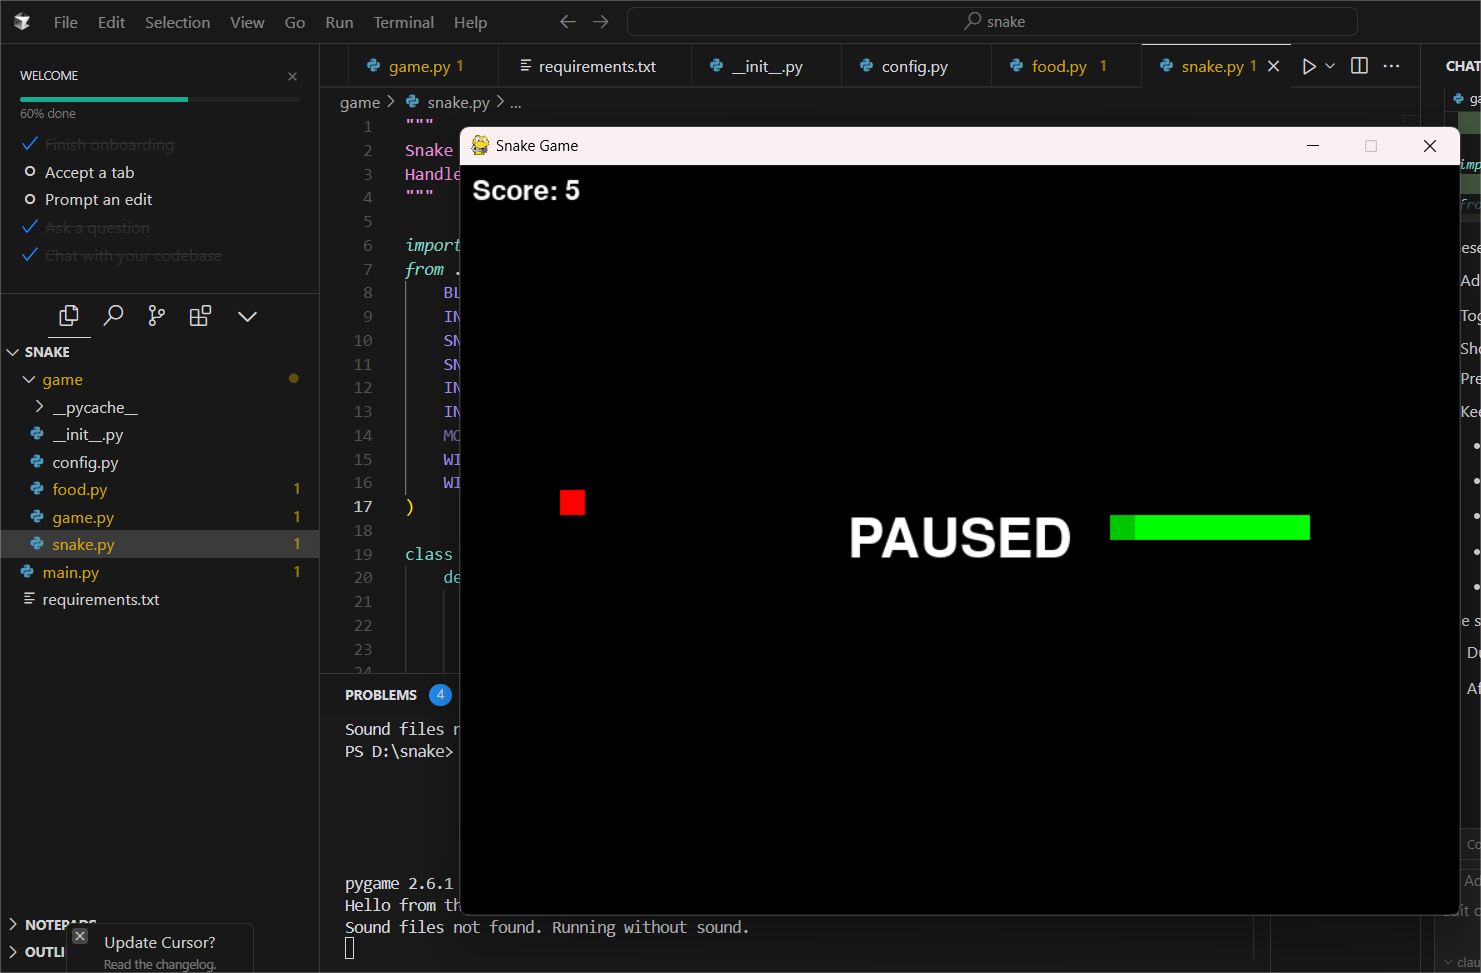 File Edit Selection View Go Run Terminal Help
snake
WELCOME
60% done
Finish onboarding
Accept a tab
Prompt an edit
Ask a question
Chat with your codebase
SNAKE
game
__pycache__
__init__.py
config.py
food.py 1
game.py 1
snake.py 1
main.py 1
requirements.txt
OUTLI
Update Cursor?
Read the changelog.
game.py 1 requirements.txt __init__.py config.py food.py 1 snake.py 1
game > snake.py > ...
1 """
2 Snake
3 Handle
4 """
5
6 import
7 from .
8 BL
9 IN
10 SN
11 SN
12 IN
13 IN
14 MO
15 WI
16 WI
17 )
18
19 class
20 de
21
22
23
24
Snake Game
Score: 5
PAUSED
PROBLEMS 4
Sound files
PS D:\snake>
pygame 2.6.1
Hello from
Sound files not found. Running without sound.
CHAT